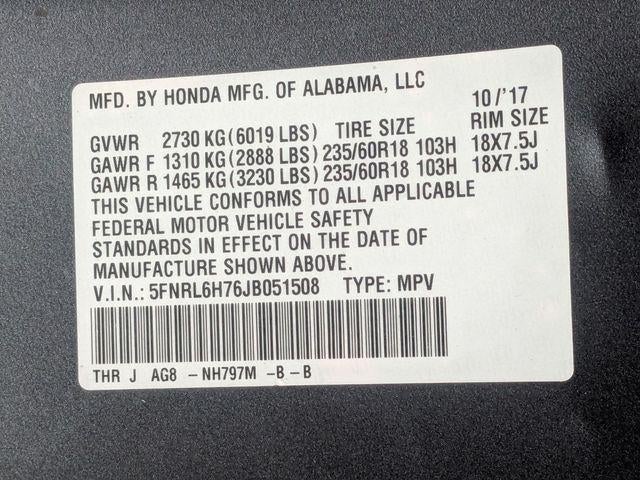 MFD. BY HONDA MFG. OF ALABAMA, LLC 10/'17
GVWR 2730 KG(6019 LBS) TIRE SIZE RIM SIZE
GAWR F 1310 KG(2888 LBS)235/60R18 103H 18X7.5J
GAWR R 1465 KG(3230 LBS)235/60R18 103H 18X7.5J
THIS VEHICLE CONFORMS TO ALL APPLICABLE
FEDERAL MOTOR VEHICLE SAFETY
STANDARDS IN EFFECT ON THE DATE OF
MANUFACTURE SHOWN ABOVE.
V.I.N.: 5FNRL6H76JB051508 TYPE: MPV
THR J AG8 -NH797M -B-B